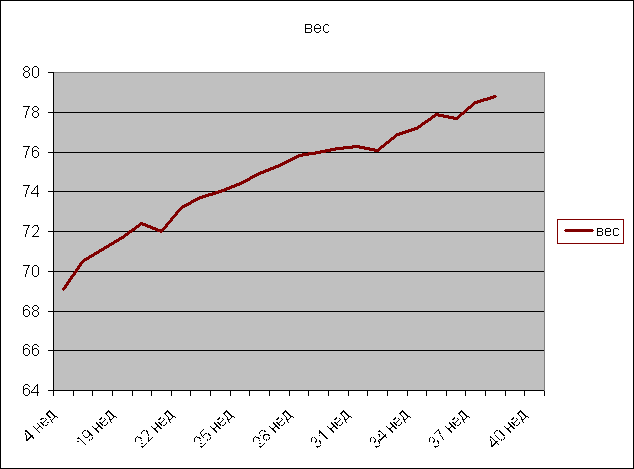 вес
80
78
76
74
72
70
68
66
64
4 нед
19 нед
22 нед
25 нед
28 нед
31 нед
34 нед
37 нед
40 нед
вес